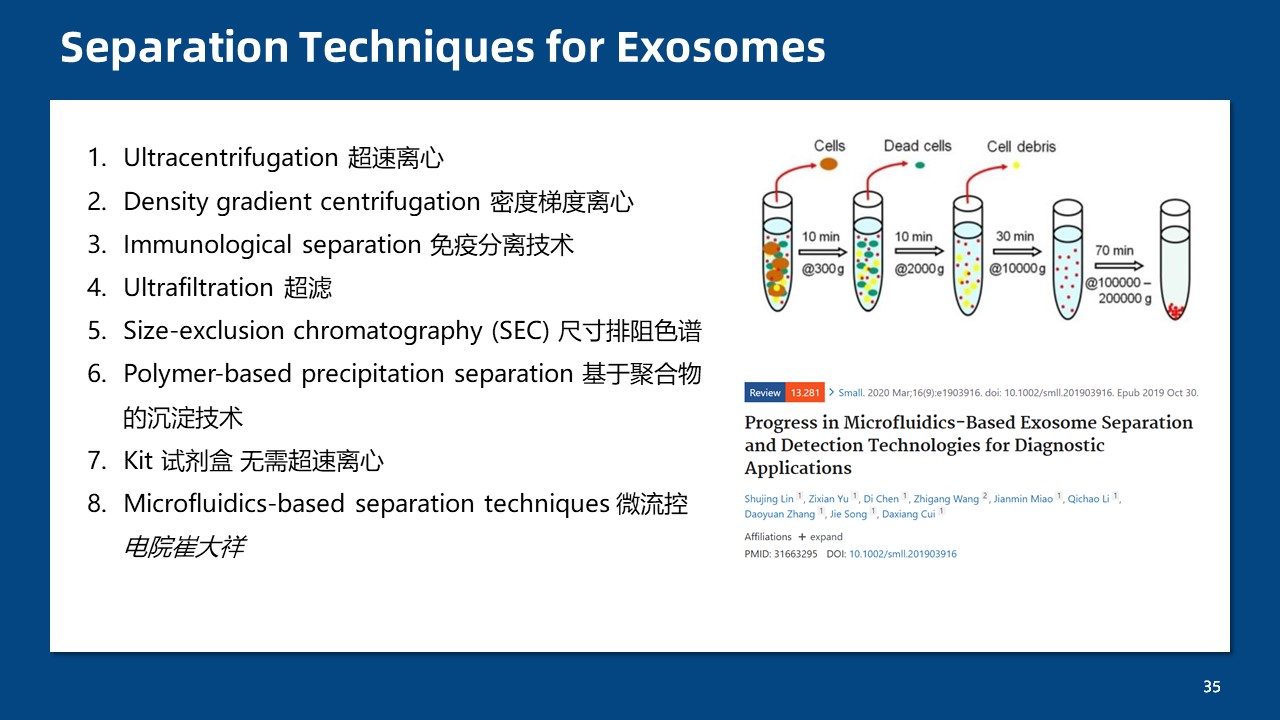 Separation Techniques for Exosomes
1. Ultracentrifugation 超速离心
2. Density gradient centrifugation 密度梯度离心
3. Immunological separation 免疫分离技术
4. Ultrafiltration 超滤
5. Size-exclusion chromatography (SEC) 尺寸排阻色谱
6. Polymer-based precipitation separation 基于聚合物
的沉淀技术
7. Kit 试剂盒 无需超速离心
8. Microfluidics-based separation techniques 微流控
电院崔大祥
Cells
Dead cells
Cell debris
10 min
@300g
10 min
@2000g
30 min
@10000g
70 min
@100000 –
200000 g
Review 13.281 > Small. 2020 Mar;16(9):e1903916. doi: 10.1002/smll.201903916. Epub 2019 Oct 30.
Progress in Microfluidics-Based Exosome Separation
and Detection Technologies for Diagnostic
Applications
Shujing Lin 1, Zixian Yu 1, Di Chen 1, Zhigang Wang 2, Jianmin Miao 1, Qichao Li 1,
Daoyuan Zhang 1, Jie Song 1, Daxiang Cui 1
Affiliations + expand
PMID: 31663295 DOI: 10.1002/smll.201903916
35